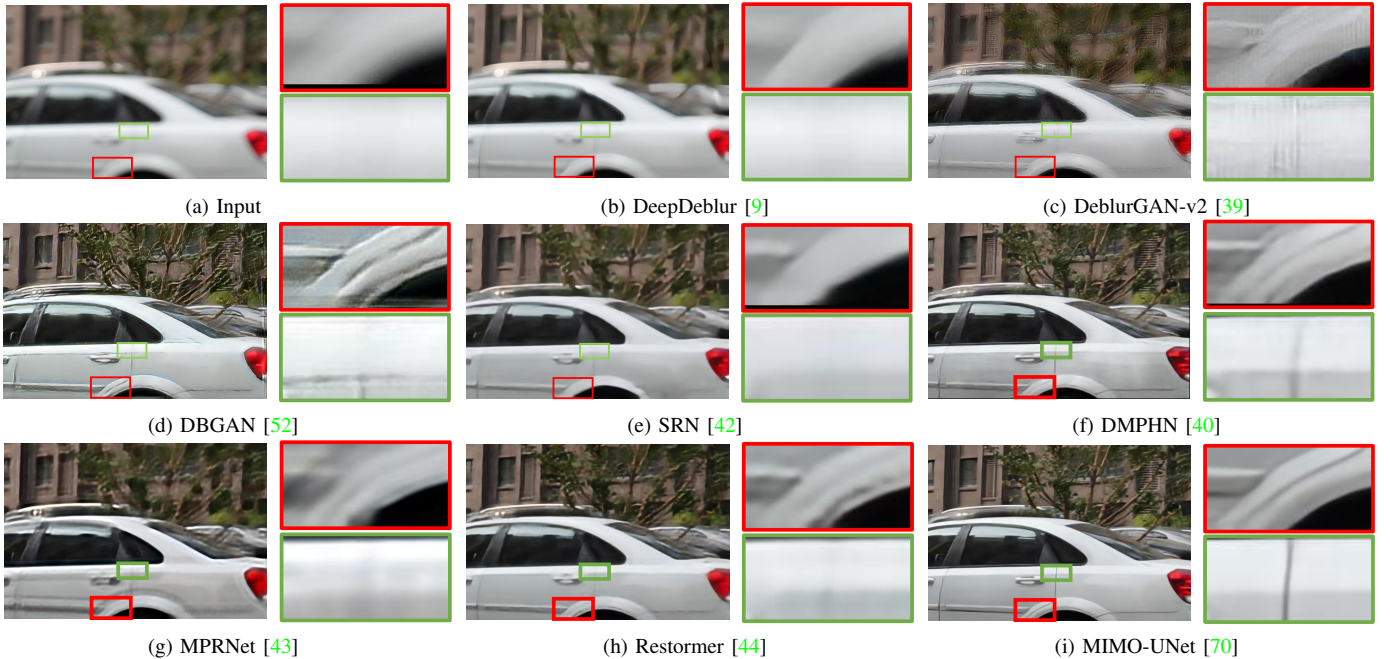 (a) Input
(b) DeepDeblur [9]
(c) DeblurGAN-v2 [39]
(d) DBGAN [52]
(e) SRN [42]
(f) DMPHN [40]
(g) MPRNet [43]
(h) Restormer [44]
(i) MIMO-UNet [70]